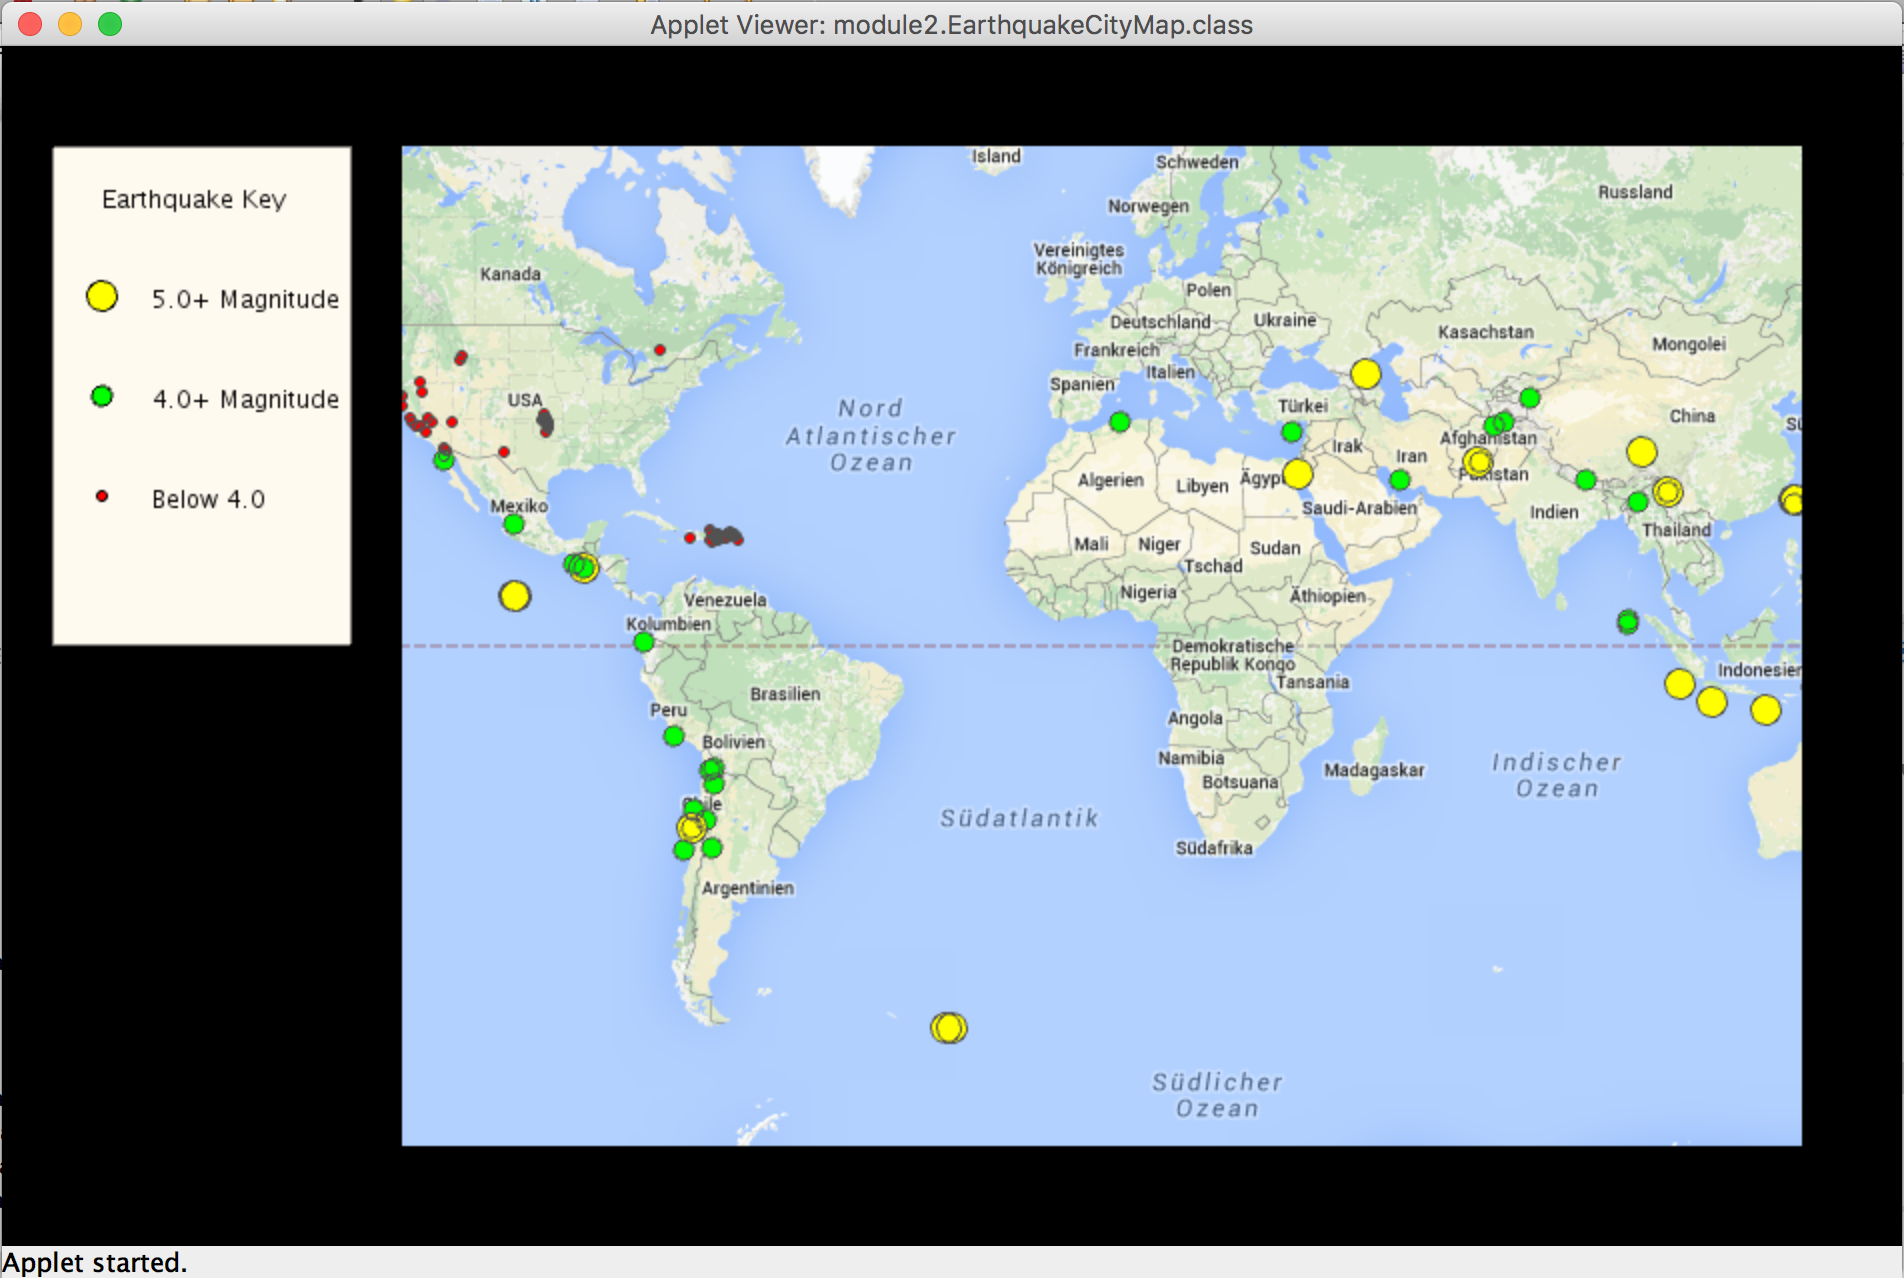 Applet Viewer: module2.EarthquakeCityMap.class
Earthquake Key
5.0+ Magnitude
4.0+ Magnitude
Below 4.0
Island
Schweden
Russland
Norwegen
Vereinigtes
Königreich
Kanada
Polen
Deutschland
Ukraine
Kasachstan
Mongolei
Frankreich
Italien
Spanien
USA
Türkei
China
Nord
Atlantischer
Ozean
Afghanistan
Irak
Iran
Pakistan
Algerien
Libyen
Ägyp
Saudi-Arabien
Indien
Mexiko
Thailand
Mali
Niger
Sudan
Tschad
Nigeria
Äthiopien
Venezuela
Kolumbien
Demokratische
Republik Kongo
Tansania
Indonesien
Brasilien
Peru
Angola
Bolivien
Namibia
Botsuana
Madagaskar
Indischer
Ozean
Chile
Südatlantik
Südafrika
Argentinien
Südlicher
Ozean
Applet started.